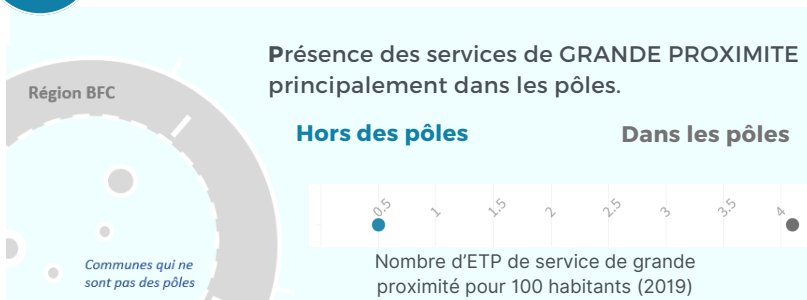 Présence des services de GRANDE PROXIMITE
principalement dans les pôles.
Région BFC
Hors des pôles
Dans les pôles
0.5 1 1.5 2 2.5 3 3.5 4
Nombre d'ETP de service de grande
proximité pour 100 habitants (2019)
Communes qui ne
sont pas des pôles